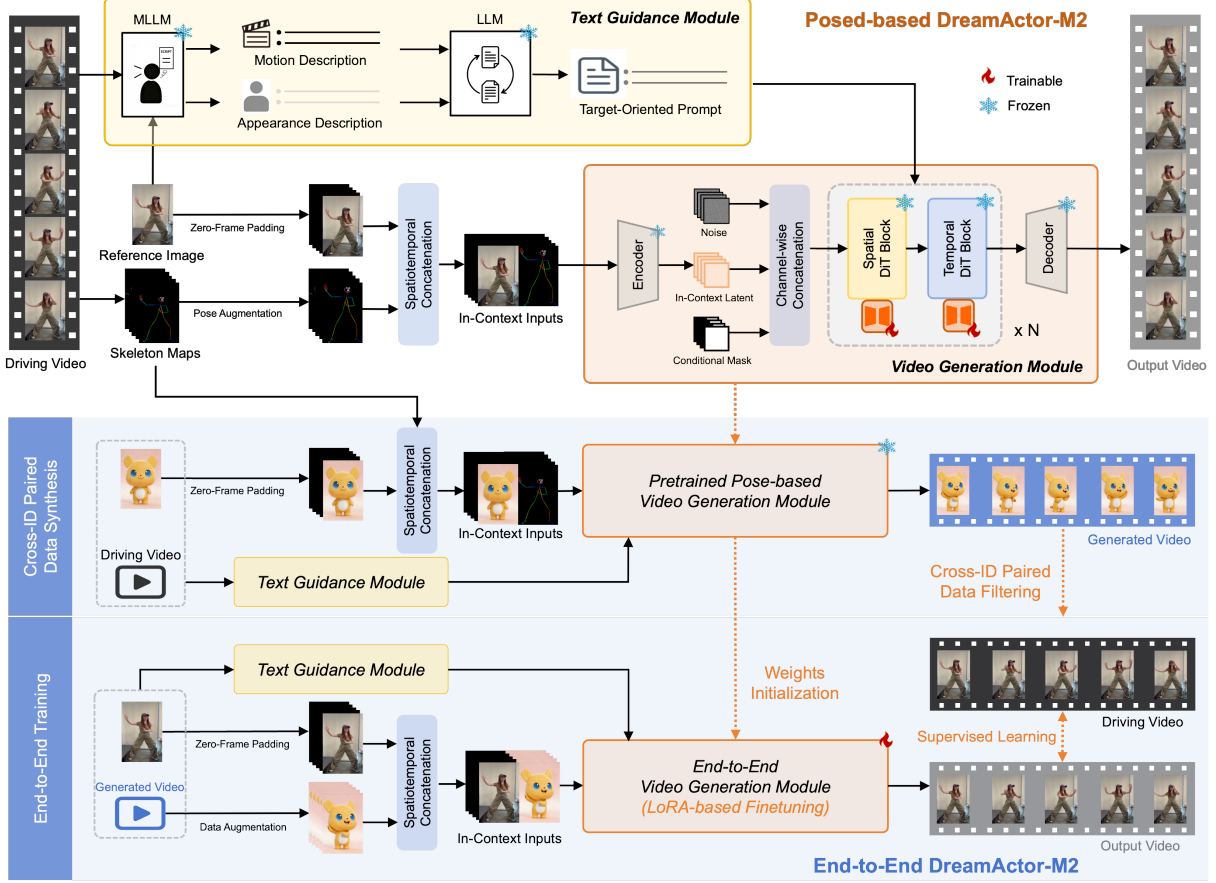 MLLM
SCRIPT
Motion Description
Appearance Description
LLM
Text Guidance Module
Target-Oriented Prompt
Posed-based DreamActor-M2
Trainable
Frozen
Driving Video
Reference Image
Zero-Frame Padding
Skeleton Maps
Pose Augmentation
Spatiotemporal
Concatenation
In-Context Inputs
Encoder
Noise
In-Context Latent
Conditional Mask
Channel-wise
Concatenation
Spatial
DiT Block
Temporal
DiT Block
x N
Decoder
Video Generation Module
Output Video
Cross-ID Paired
Data Synthesis
Zero-Frame Padding
Driving Video
Text Guidance Module
Spatiotemporal
Concatenation
In-Context Inputs
Pretrained Pose-based
Video Generation Module
Generated Video
Cross-ID Paired
Data Filtering
End-to-End Training
Text Guidance Module
Zero-Frame Padding
Generated Video
Data Augmentation
Spatiotemporal
Concatenation
In-Context Inputs
Weights
Initialization
End-to-End
Video Generation Module
(LoRA-based Finetuning)
Driving Video
Supervised Learning
Output Video
End-to-End DreamActor-M2